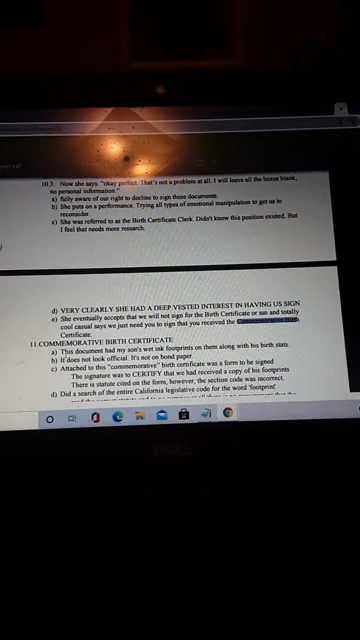 10.3. Now she says. "okay perfect. That's not a problem at all. I will leave all the boxes blank,
no personal information."
a) fully aware of our right to decline to sign these documents.
b) She puts on a performance. Trying all types of emotional manipulation to get us to
reconsider.
c) She was referred to as the Birth Certificate Clerk. Didn't know this position existed. But
I feel that needs more research.
d) VERY CLEARLY SHE HAD A DEEP VESTED INTEREST IN HAVING US SIGN
e) She eventually accepts that we will not sign for the Birth Certificate or ssn and totally
cool casual says we just need you to sign that you received the Commemorative Birth
Certificate.
11. COMMEMORATIVE BIRTH CERTIFICATE
a) This document had my son's wet ink footprints on them along with his birth stats.
b) It does not look official. It's not on bond paper.
c) Attached to this "commemorative" birth certificate was a form to be signed
The signature was to CERTIFY that we had received a copy of his footprints
There is statute cited on the form, however, the section code was incorrect.
d) Did a search of the entire California legislative code for the word 'footprint'
DELL